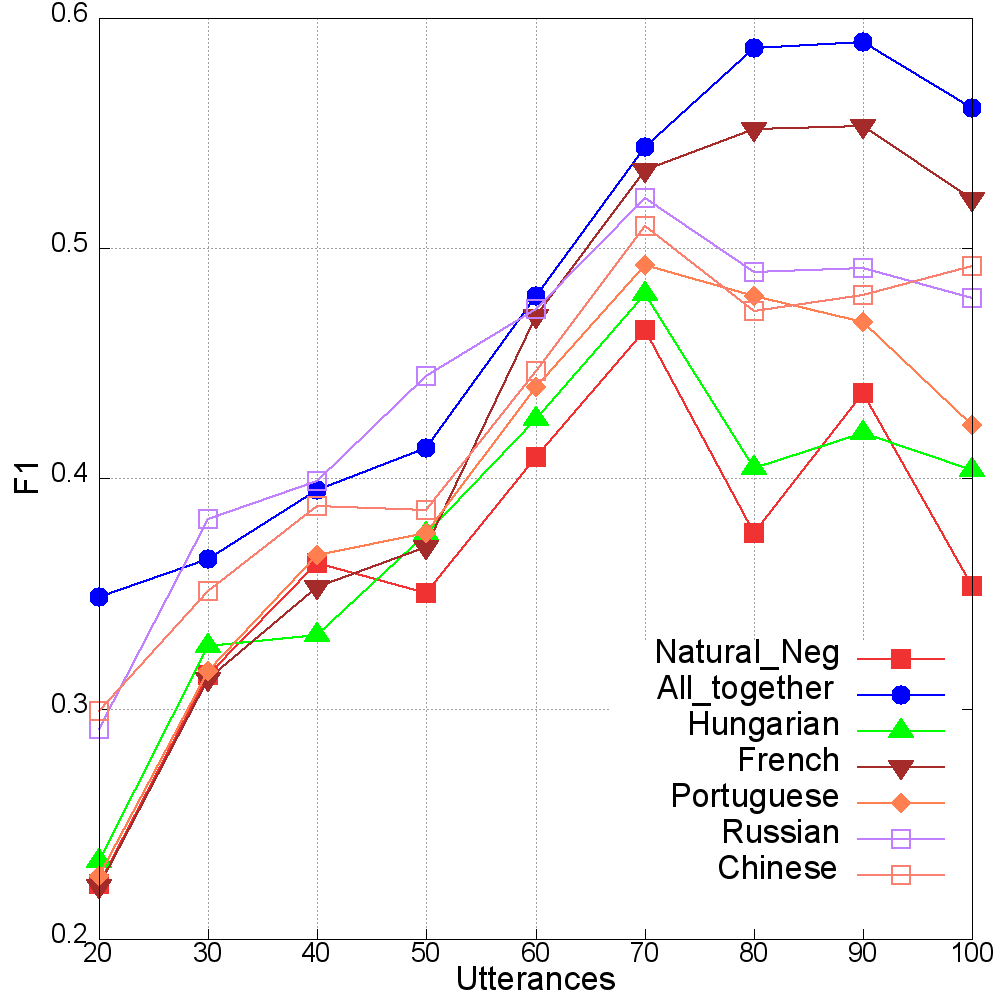 0.6
0.5
0.4
0.3
0.2
F1
Natural_Neg
All_together
Hungarian
French
Portuguese
Russian
Chinese
20 30 40 50 60 70 80 90 100
Utterances